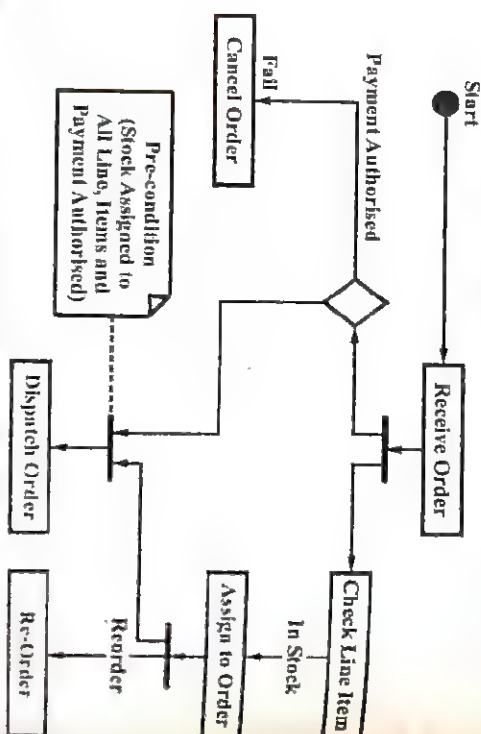 Start
Receive Order
Payment Authorised
Fail
Cancel Order
Check Line Item
In Stock
Assign to Order
Reorder
Re-Order
Pre-condition
(Stock Assigned to
All Line, Items and
Payment Authorised)
Dispatch Order